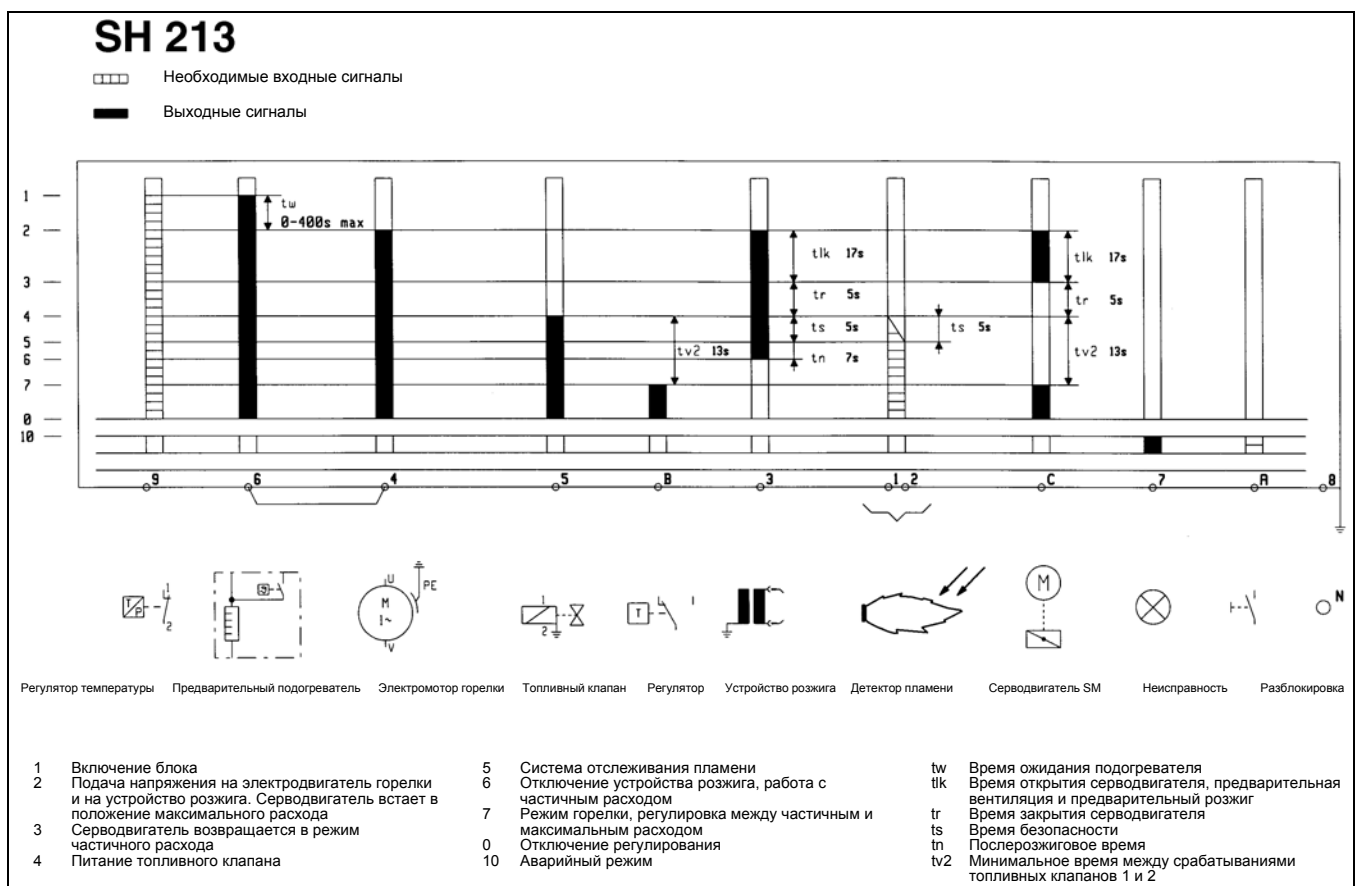 SH 213
Необходимые входные сигналы
Выходные сигналы
1
2
3
4
5
6
7
0
10
tw
0-400s max
tlk 17s
tr 5s
ts 5s
tn 7s
tv2 13s
ts 5s
tlk 17s
tr 5s
tv2 13s
9 6 4 5 B 3 1 2 C 7 A 8
T
P
1
2
U
M
1~
V
PE
1
2
T
M
N
Регулятор температуры Предварительный подогреватель Электромотор горелки Топливный клапан Регулятор Устройство розжига Детектор пламени Серводвигатель SM Неисправность Разблокировка
1 Включение блока
2 Подача напряжения на электродвигатель горелки
и на устройство розжига. Серводвигатель встает в
положение максимального расхода
3 Серводвигатель возвращается в режим
частичного расхода
4 Питание топливного клапана
5 Система отслеживания пламени
6 Отключение устройства розжига, работа с
частичным расходом
7 Режим горелки, регулировка между частичным и
максимальным расходом
0 Отключение регулирования
10 Аварийный режим
tw Время ожидания подогревателя
tlk Время открытия серводвигателя, предварительная
вентиляция и предварительный розжиг
tr Время закрытия серводвигателя
ts Время безопасности
tn Послерозжиговое время
tv2 Минимальное время между срабатываниями
топливных клапанов 1 и 2